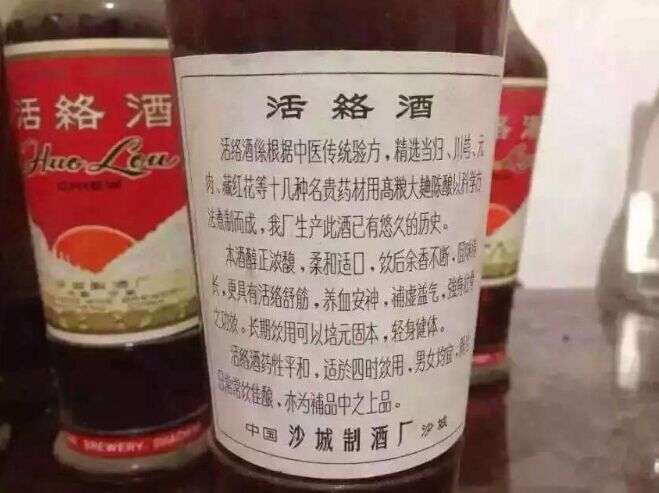 活絡酒
Huo Lou
BREWERY
活絡酒
活絡酒係根据中医传统验方，精选当归、川芎、元
肉、藏红花等十几种名贵药材用高粮大麯陈酿以科学方
法煮制而成，我厂生产此酒已有悠久的历史。
本酒醇正浓馥，柔和适口，饮后余香不断，回味
长，更具有活絡舒筋，养血安神，補虚益气，強身
之功效。长期饮用可以培元固本，轻身健体。
活絡酒药性平和，适於四时饮用，男女均宜，
日常飲佳酿，亦为補品中之上品。
中国 沙城制酒厂 沙城